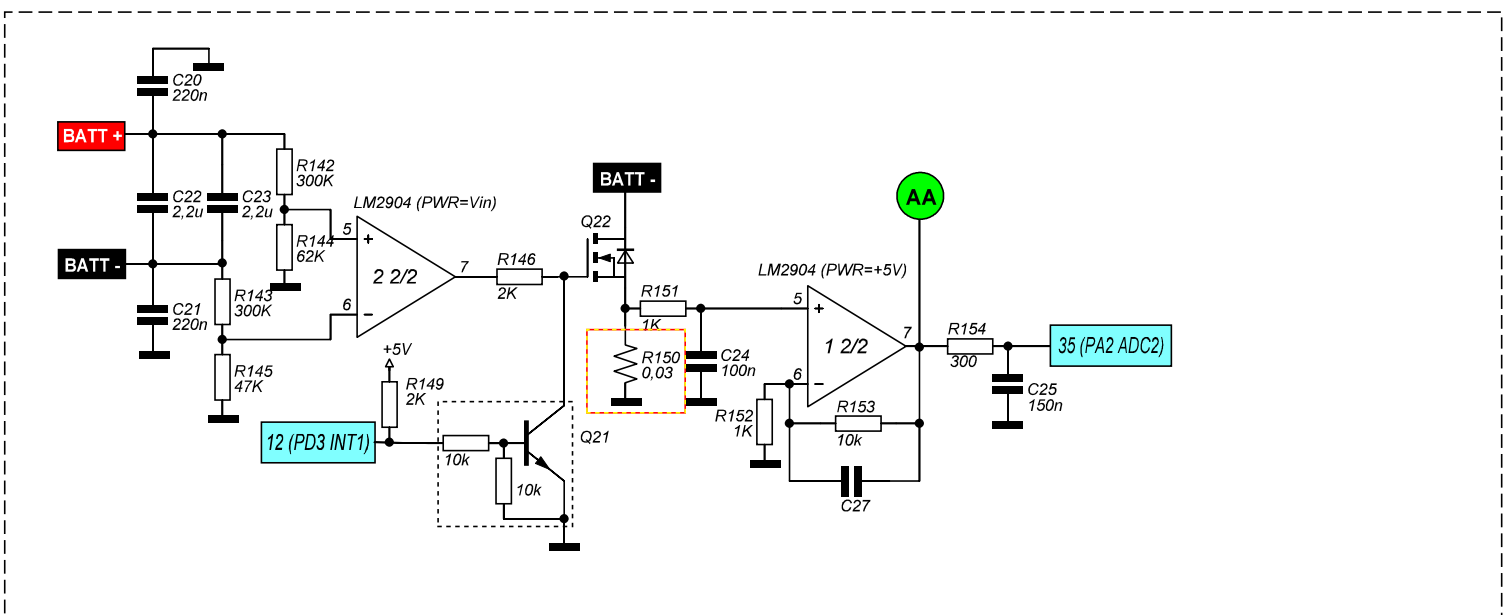 C20
220n
BATT +
C22
2,2u
C23
2,2u
R142
300K
R144
62K
BATT -
C21
220n
R143
300K
R145
47K
LM2904 (PWR=Vin)
5
+
2 2/2
7
6
−
R146
2K
+5V
R149
2K
12 (PD3 INT1)
10k
10k
Q21
BATT -
Q22
R151
1K
R150
0,03
C24
100n
LM2904 (PWR=+5V)
5
+
1 2/2
7
6
−
AA
R152
1K
R153
10k
C27
R154
300
35 (PA2 ADC2)
C25
150n